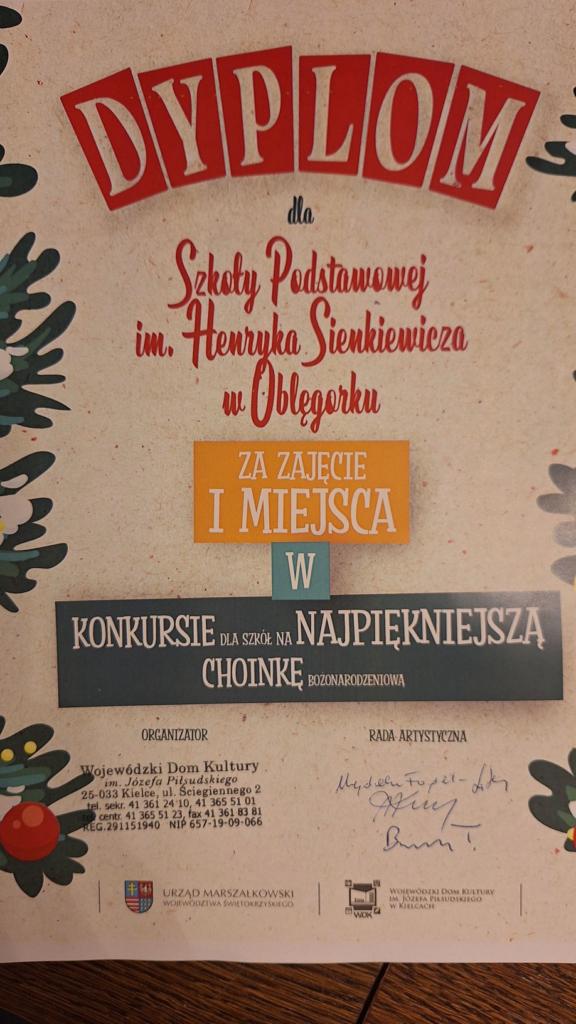 DYPLOM
dla
Szkoły Podstawowej
im. Henryka Sienkiewicza
w Oblęgorku
ZA ZAJĘCIE
I MIEJSCA
W
KONKURSIE DLA SZKÓŁ NA NAJPIĘKNIEJSZĄ
CHOINKĘ BOŻONARODZENIOWĄ
ORGANIZATOR
Wojewódzki Dom Kultury
im. Józefa Piłsudskiego
25-033 Kielce, ul. Ściegiennego 2
tel. sekr. 41 361 24 10, 41 365 51 01
tel. centr. 41 365 51 23, fax 41 361 83 81
REG.291151940 NIP 657-19-09-066
RADA ARTYSTYCZNA
URZĄD MARSZAŁKOWSKI
WOJEWÓDZTWA ŚWIĘTOKRZYSKIEGO
WDK
WOJEWÓDZKI DOM KULTURY
IM. JÓZEFA PIŁSUDSKIEGO
W KIELCACH